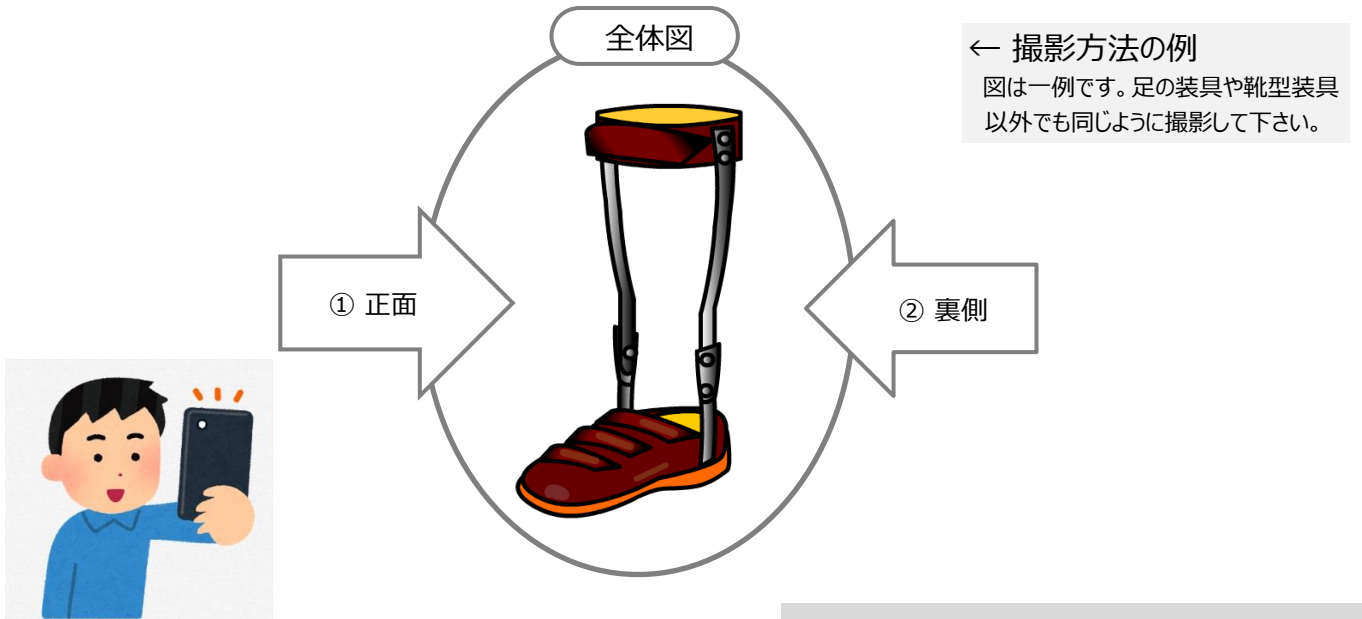 全体図
← 撮影方法の例
図は一例です。足の装具や靴型装具
以外でも同じように撮影して下さい。
① 正面
② 裏側